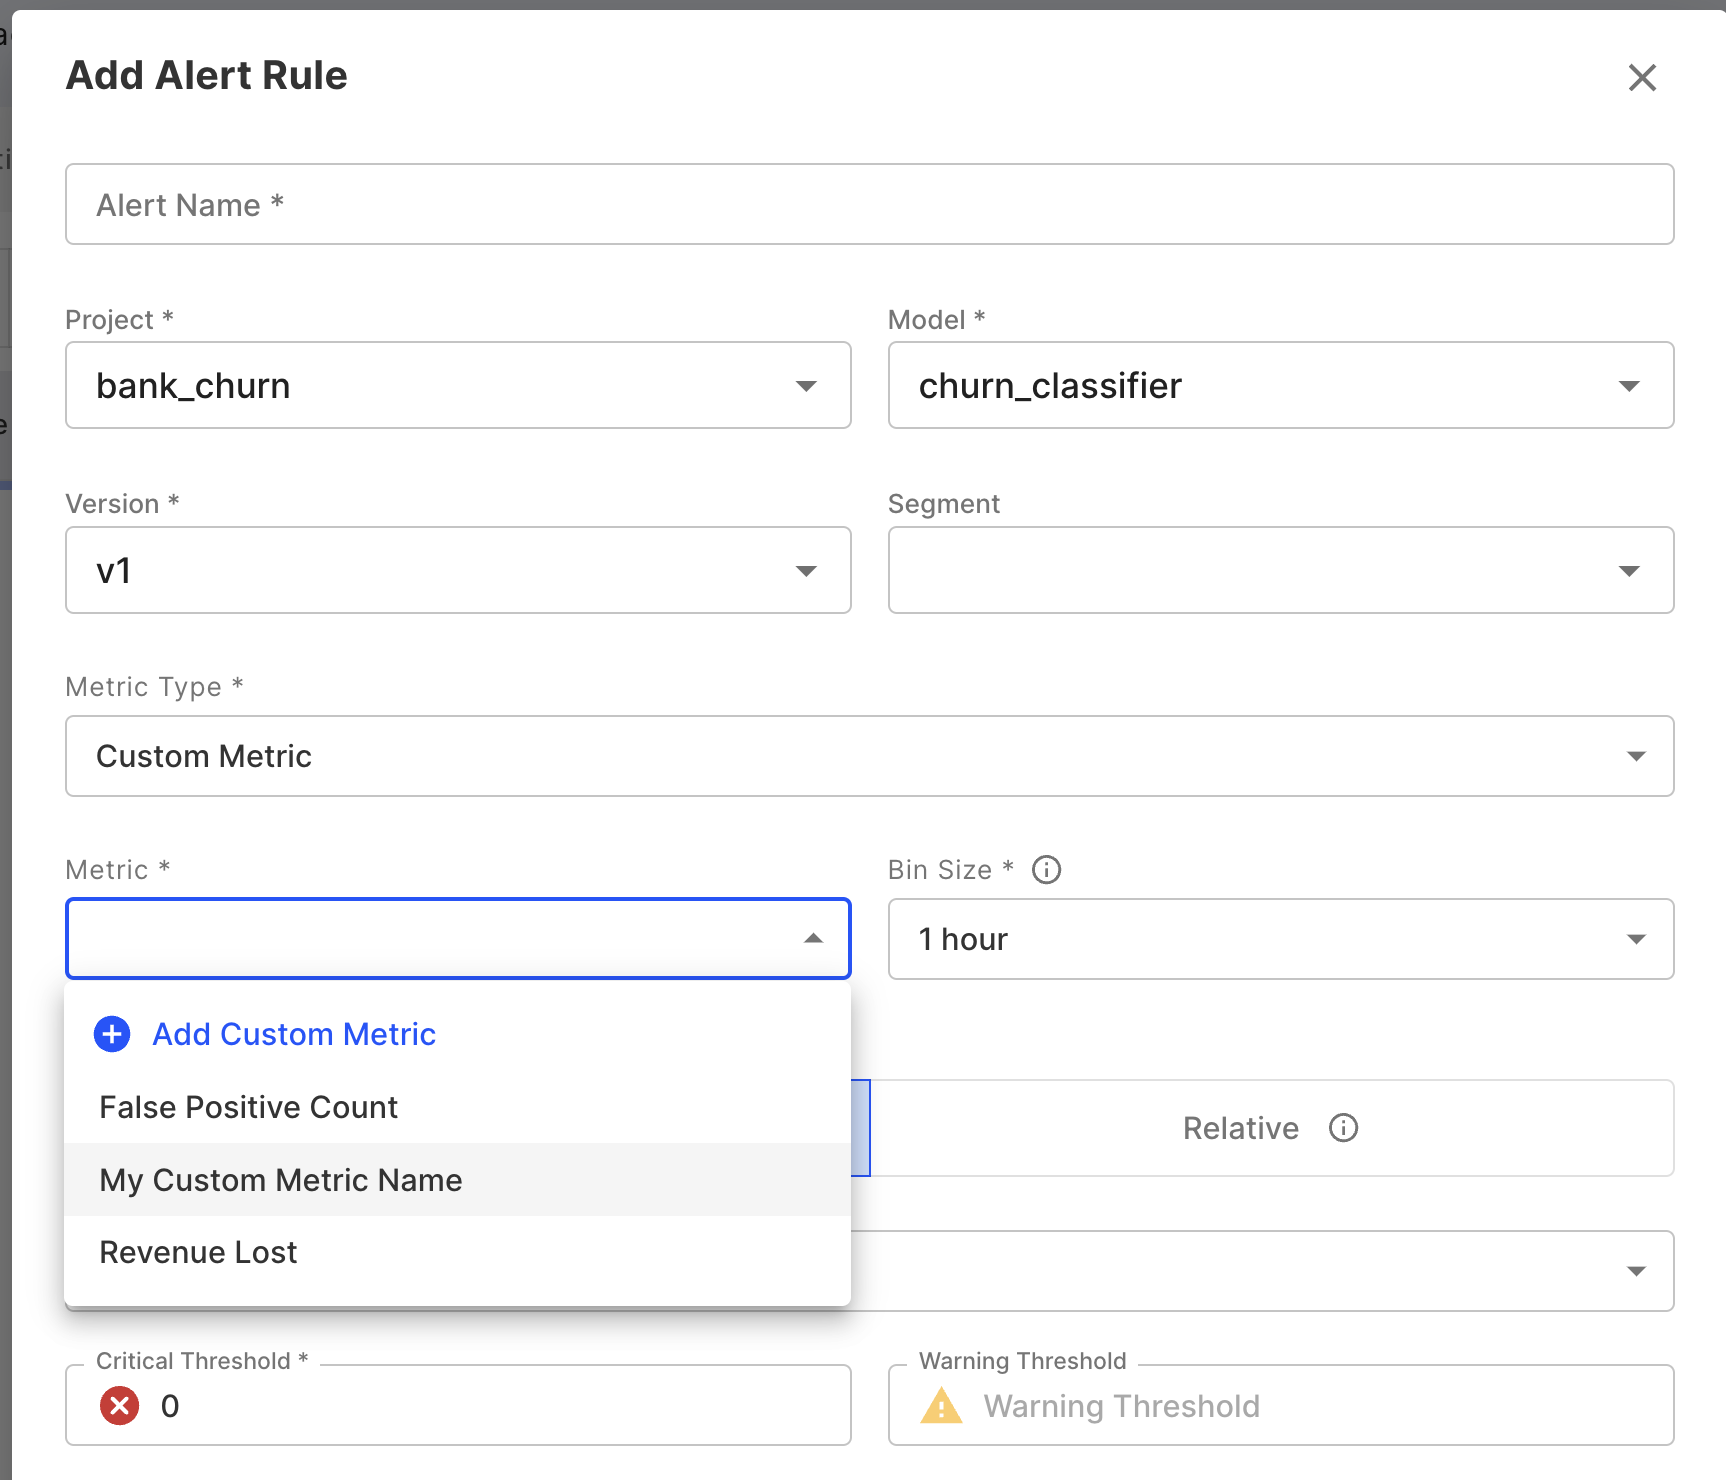 Add Alert Rule
Alert Name *
Project *
Model *
bank_churn
churn_classifier
Version *
Segment
v1
Metric Type *
Custom Metric
Metric *
Bin Size *
1 hour
Add Custom Metric
False Positive Count
Relative
My Custom Metric Name
Revenue Lost
Critical Threshold *
Warning Threshold
0
Warning Threshold